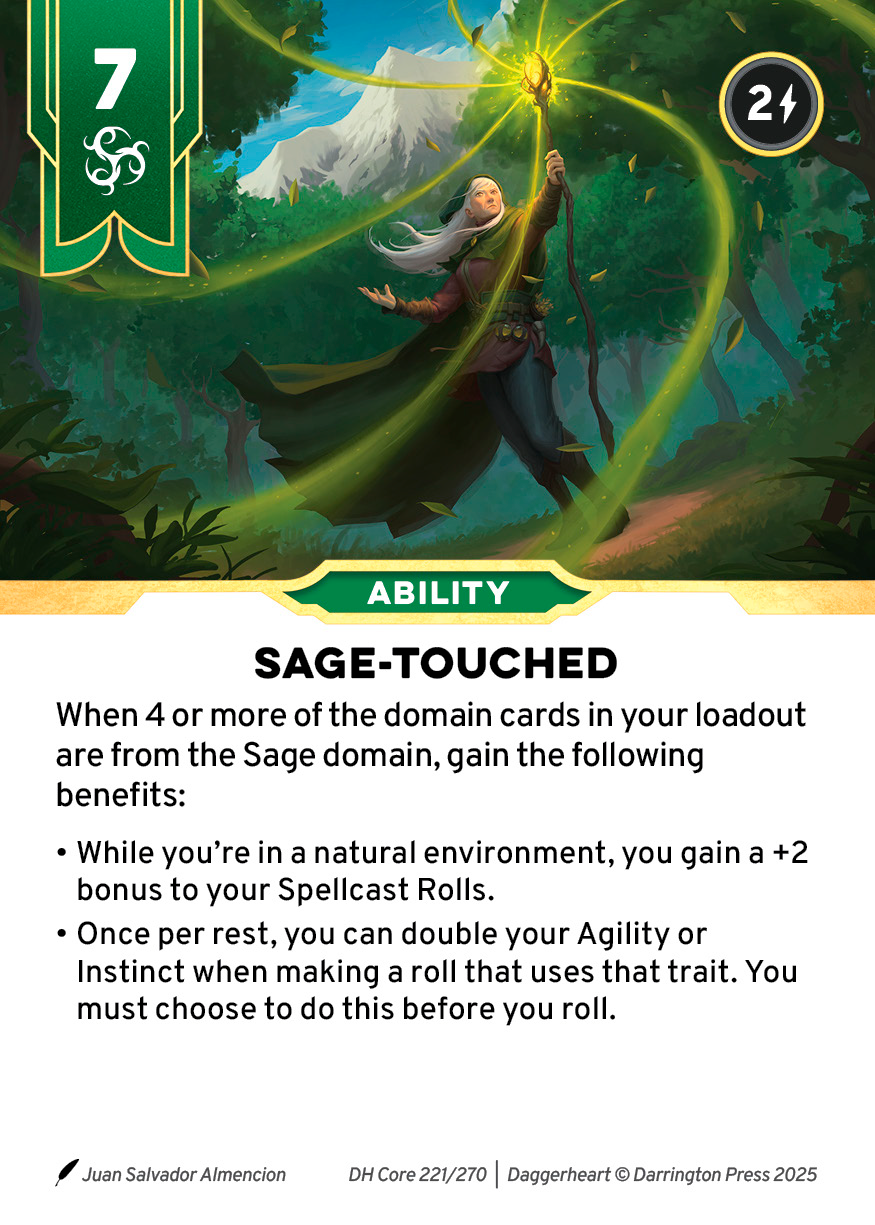 7
2
ABILITY
SAGE-TOUCHED
When 4 or more of the domain cards in your loadout
are from the Sage domain, gain the following
benefits:
• While you’re in a natural environment, you gain a +2
bonus to your Spellcast Rolls.
• Once per rest, you can double your Agility or
Instinct when making a roll that uses that trait. You
must choose to do this before you roll.
Juan Salvador Almencion DH Core 221/270 | Daggerheart © Darrington Press 2025